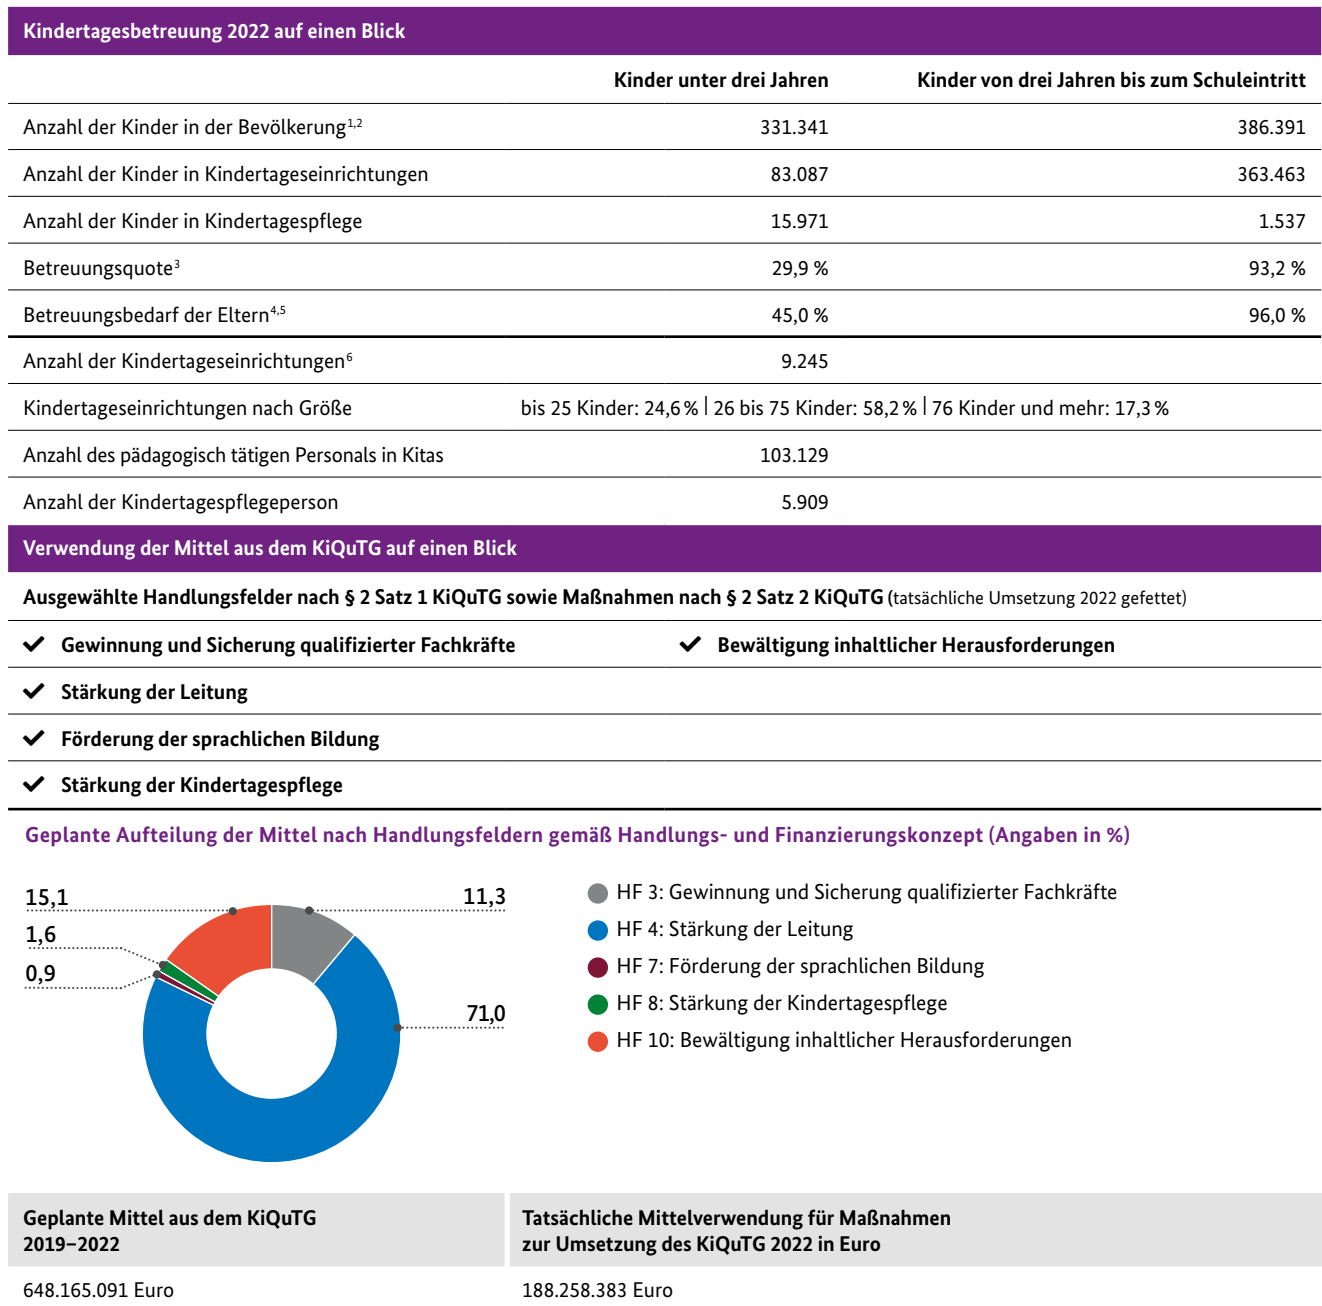 Kindertagesbetreuung 2022 auf einen Blick
Kinder unter drei Jahren Kinder von drei Jahren bis zum Schuleintritt
Anzahl der Kinder in der Bevölkerung1,2 331.341 386.391
Anzahl der Kinder in Kindertageseinrichtungen 83.087 363.463
Anzahl der Kinder in Kindertagespflege 15.971 1.537
Betreuungsquote3 29,9 % 93,2 %
Betreuungsbedarf der Eltern4,5 45,0 % 96,0 %
Anzahl der Kindertageseinrichtungen6 9.245
Kindertageseinrichtungen nach Größe bis 25 Kinder: 24,6 % | 26 bis 75 Kinder: 58,2 % | 76 Kinder und mehr: 17,3 %
Anzahl des pädagogisch tätigen Personals in Kitas 103.129
Anzahl der Kindertagespflegeperson 5.909
Verwendung der Mittel aus dem KiQuTG auf einen Blick
Ausgewählte Handlungsfelder nach § 2 Satz 1 KiQuTG sowie Maßnahmen nach § 2 Satz 2 KiQuTG (tatsächliche Umsetzung 2022 gefettet)
✔ Gewinnung und Sicherung qualifizierter Fachkräfte ✔ Bewältigung inhaltlicher Herausforderungen
✔ Stärkung der Leitung
✔ Förderung der sprachlichen Bildung
✔ Stärkung der Kindertagespflege
Geplante Aufteilung der Mittel nach Handlungsfeldern gemäß Handlungs- und Finanzierungskonzept (Angaben in %)
15,1
1,6
0,9
11,3
71,0
HF 3: Gewinnung und Sicherung qualifizierter Fachkräfte
HF 4: Stärkung der Leitung
HF 7: Förderung der sprachlichen Bildung
HF 8: Stärkung der Kindertagespflege
HF 10: Bewältigung inhaltlicher Herausforderungen
Geplante Mittel aus dem KiQuTG
2019–2022
Tatsächliche Mittelverwendung für Maßnahmen
zur Umsetzung des KiQuTG 2022 in Euro
648.165.091 Euro 188.258.383 Euro